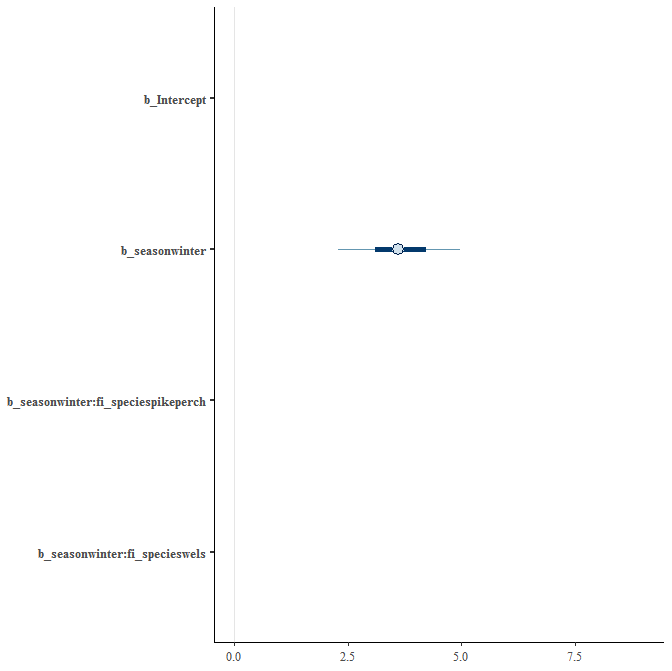 b_Intercept
b_seasonwinter
b_seasonwinter:fi_speciespikeperch
b_seasonwinter:fi_specieswels
0.0 2.5 5.0 7.5